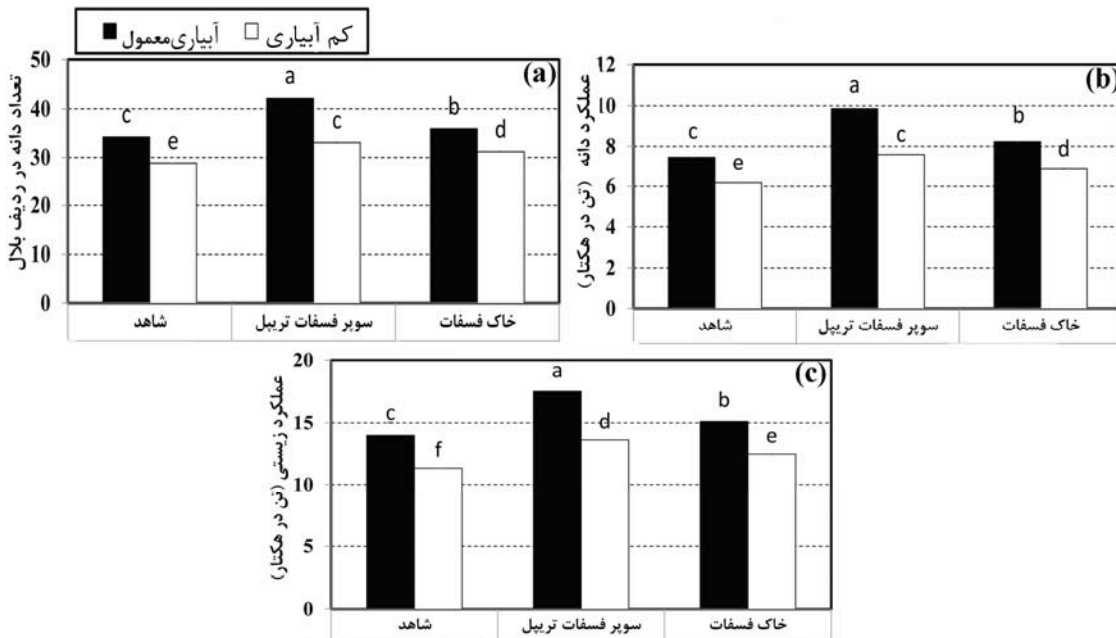 آبیاری‌معمول
کم آبیاری
(a)
تعداد دانه در ردیف بلال
50
40
30
20
10
0
c
e
a
c
b
d
شاهد
سوپر فسفات تریپل
خاک فسفات
(b)
عملکرد دانه (تن در هکتار)
12
10
8
6
4
2
0
c
e
a
c
b
d
شاهد
سوپر فسفات تریپل
خاک فسفات
(c)
عملکرد زیستی (تن در هکتار)
20
15
10
5
0
c
f
a
d
b
e
شاهد
سوپر فسفات تریپل
خاک فسفات